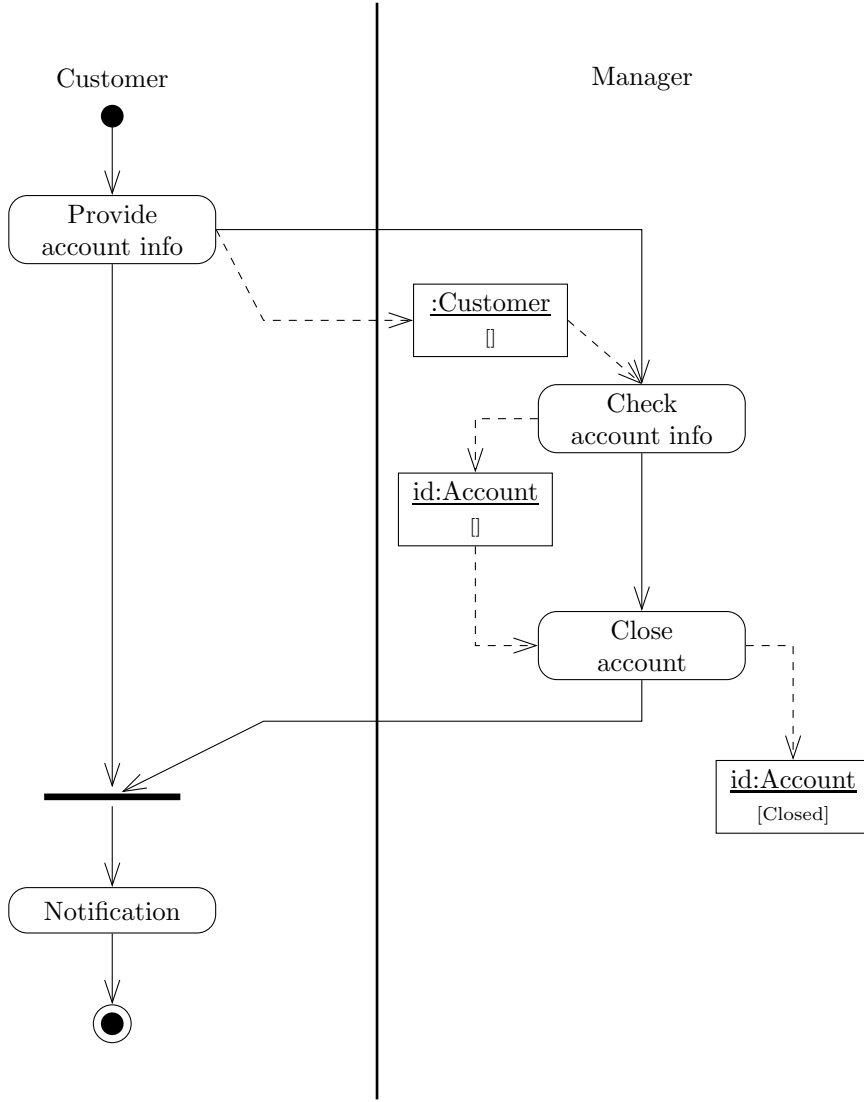 Customer
Manager
Provide
account info
:Customer
[]
Check
account info
id:Account
[]
Close
account
id:Account
[Closed]
Notification